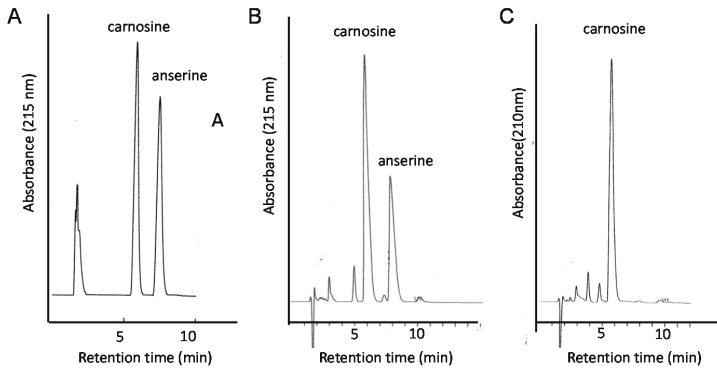 A
carnosine
anserine
A
Absorbance (215 nm)
5
10
Retention time (min)
B
carnosine
anserine
Absorbance (215 nm)
5
10
Retention time (min)
C
carnosine
Absorbance(210nm)
5
10
Retention time (min)